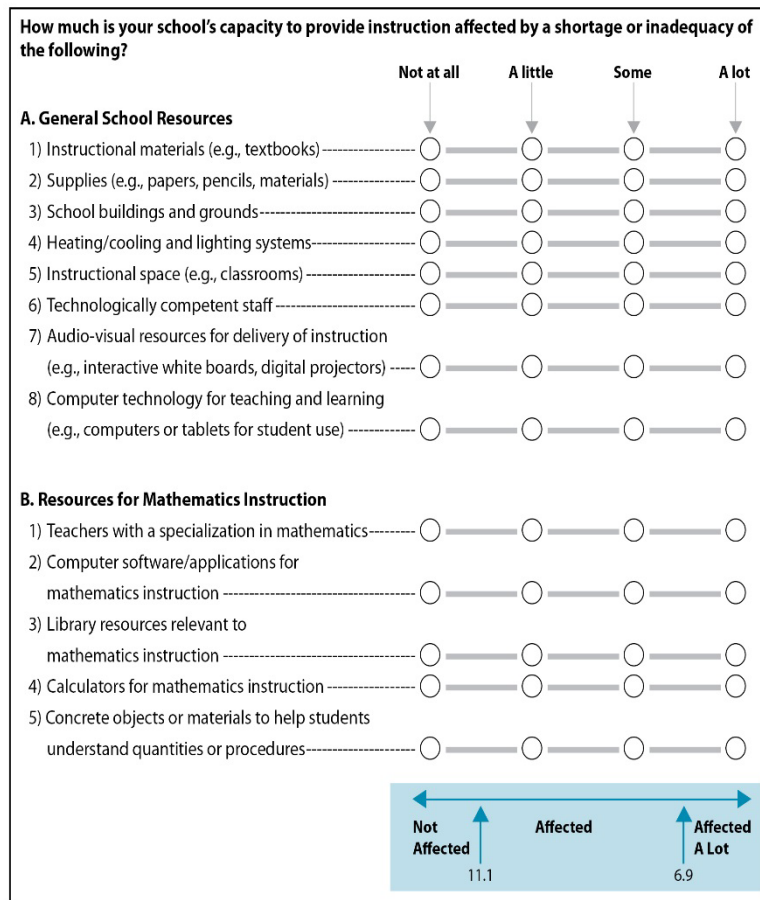 How much is your school's capacity to provide instruction affected by a shortage or inadequacy of
the following?
Not at all A little Some A lot
A. General School Resources
1) Instructional materials (e.g., textbooks)
2) Supplies (e.g., papers, pencils, materials)
3) School buildings and grounds
4) Heating/cooling and lighting systems
5) Instructional space (e.g., classrooms)
6) Technologically competent staff
7) Audio-visual resources for delivery of instruction
(e.g., interactive white boards, digital projectors)
8) Computer technology for teaching and learning
(e.g., computers or tablets for student use)
B. Resources for Mathematics Instruction
1) Teachers with a specialization in mathematics
2) Computer software/applications for
mathematics instruction
3) Library resources relevant to
mathematics instruction
4) Calculators for mathematics instruction
5) Concrete objects or materials to help students
understand quantities or procedures
Not Affected Affected
Affected A Lot
11.1 6.9